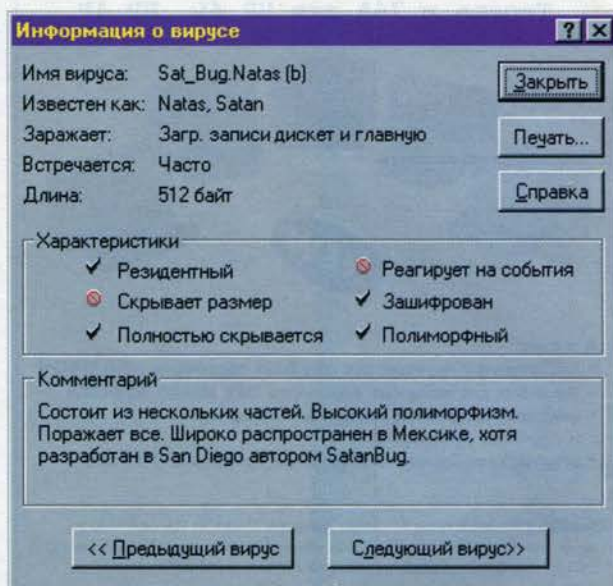 Информация о вирусе
Имя вируса: Sat_Bug.Natas (b)
Известен как: Natas, Satan
Заражает: Загр. записи дискет и главную
Встречается: Часто
Длина: 512 байт
Закрыть
Печать...
Справка
Характеристики
Резидентный
Реагирует на события
Скрывает размер
Зашифрован
Полностью скрывается
Полиморфный
Комментарий
Состоит из нескольких частей. Высокий полиморфизм.
Поражает все. Широко распространен в Мексике, хотя
разработан в San Diego автором SatanBug.
<< Предыдущий вирус
Следующий вирус>>